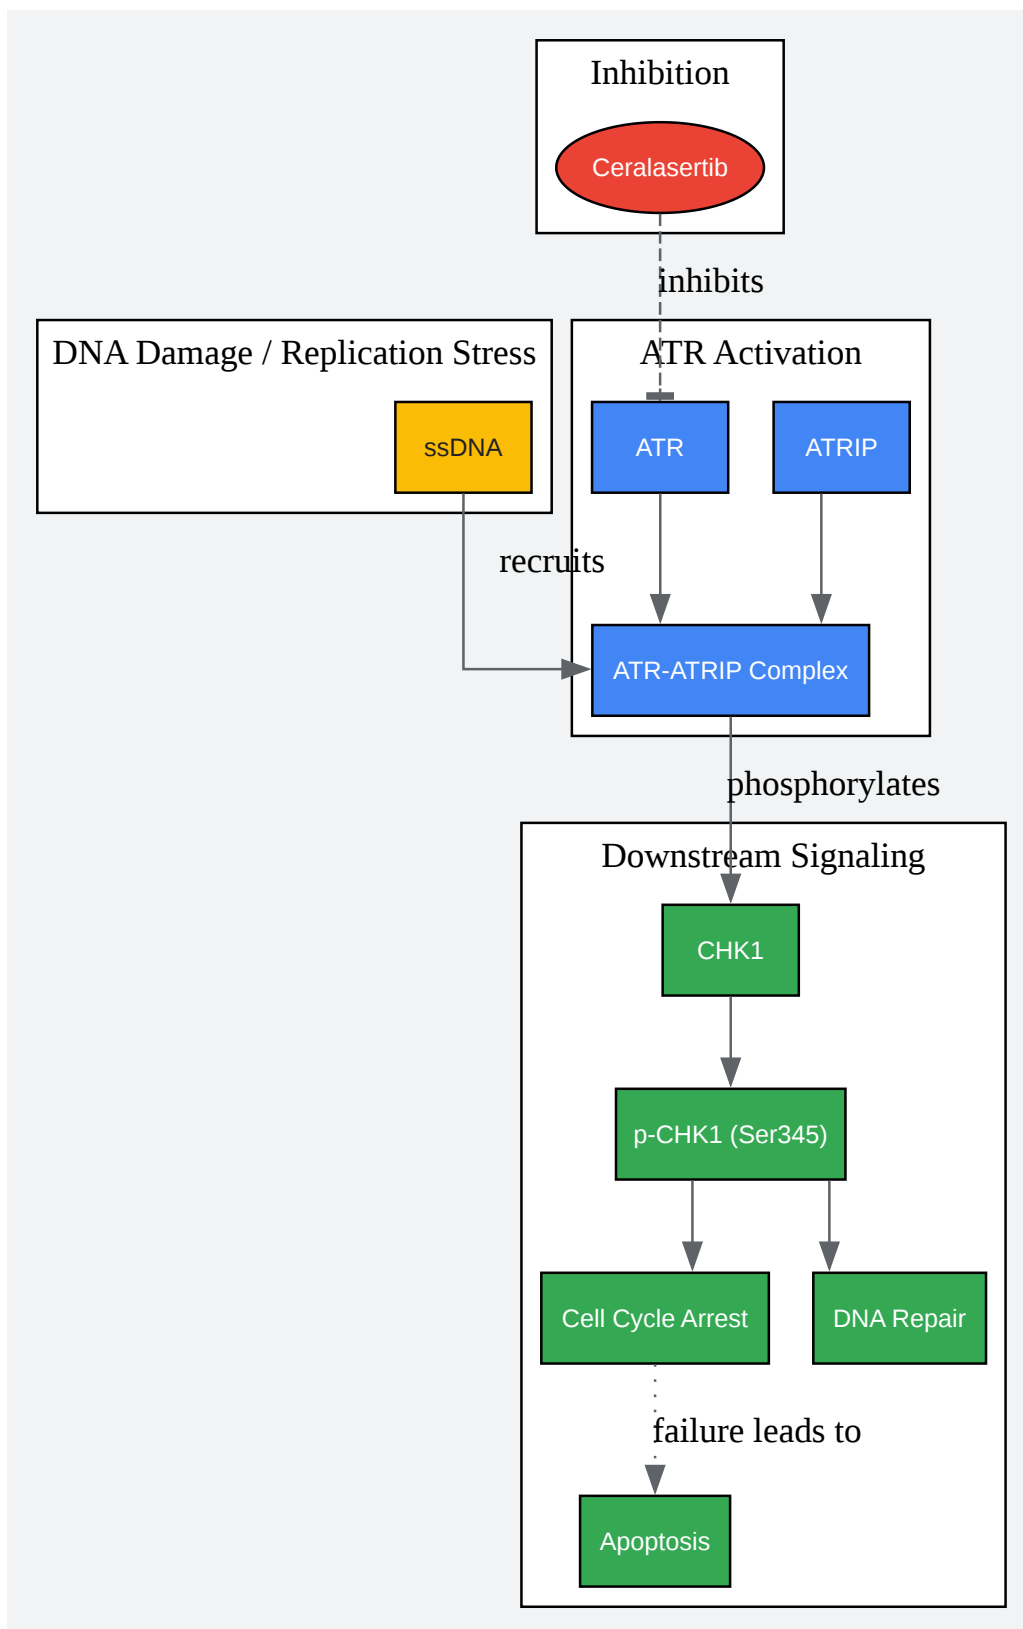 Inhibition
Ceralasertib
inhibits
DNA Damage / Replication Stress
ssDNA
ATR Activation
ATR
ATRIP
recruits
ATR-ATRIP Complex
phosphorylates
Downstream Signaling
CHK1
p-CHK1 (Ser345)
Cell Cycle Arrest
DNA Repair
failure leads to
Apoptosis